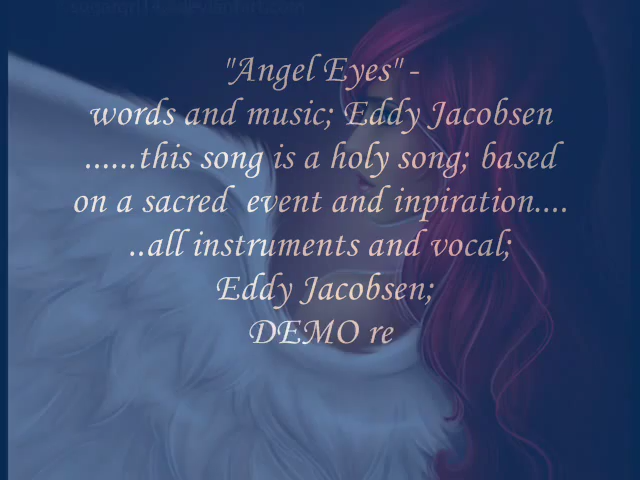 "Angel Eyes" -
words and music; Eddy Jacobsen
......this song is a holy song; based
on a sacred  event and inpiration....
..all instruments and vocal;
Eddy Jacobsen;
DEMO re